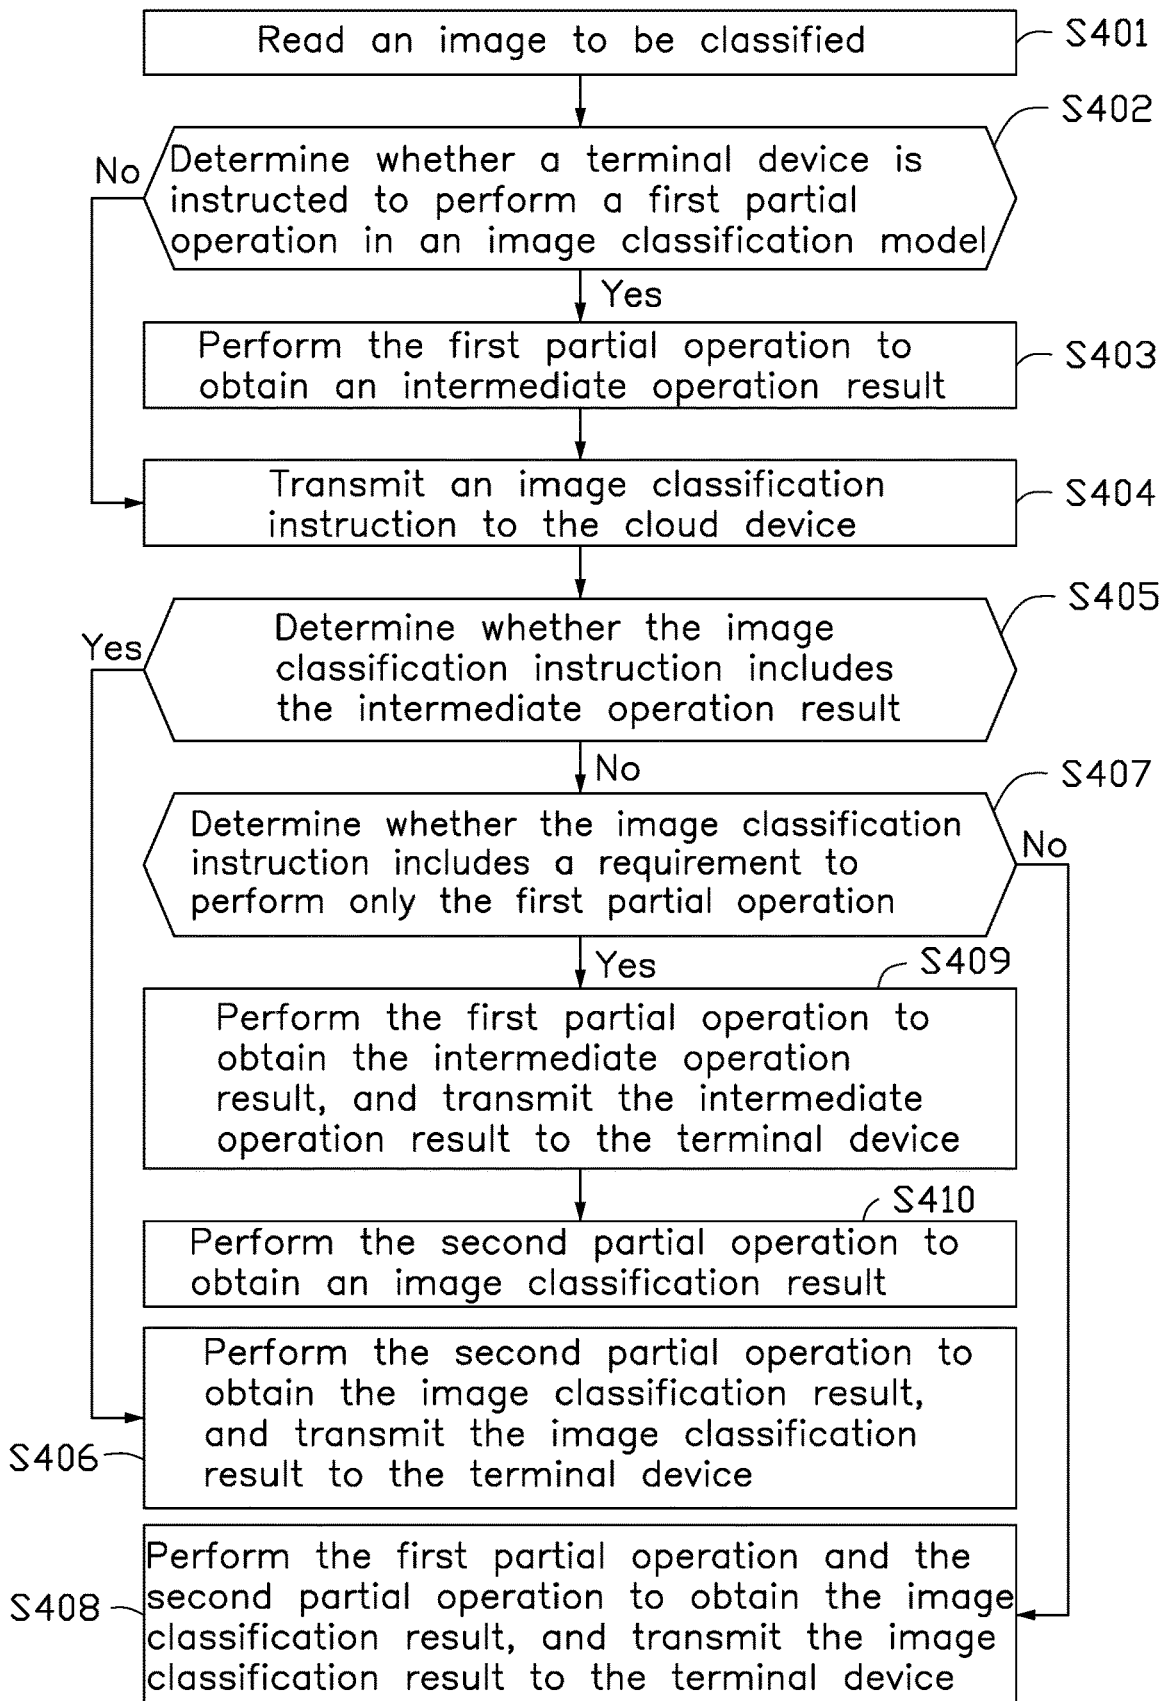 Read an image to be classified
S401
S402
No
Determine whether a terminal device is
instructed to perform a first partial
operation in an image classification model
Yes
Perform the first partial operation to
obtain an intermediate operation result
S403
Transmit an image classification
instruction to the cloud device
S404
S405
Yes
Determine whether the image
classification instruction includes
the intermediate operation result
No
S407
Determine whether the image classification
instruction includes a requirement to
perform only the first partial operation
No
Yes
S409
Perform the first partial operation to
obtain the intermediate operation
result, and transmit the intermediate
operation result to the terminal device
S410
Perform the second partial operation to
obtain an image classification result
Perform the second partial operation to
obtain the image classification result,
and transmit the image classification
result to the terminal device
S406
Perform the first partial operation and the
second partial operation to obtain the image
classification result, and transmit the image
classification result to the terminal device
S408